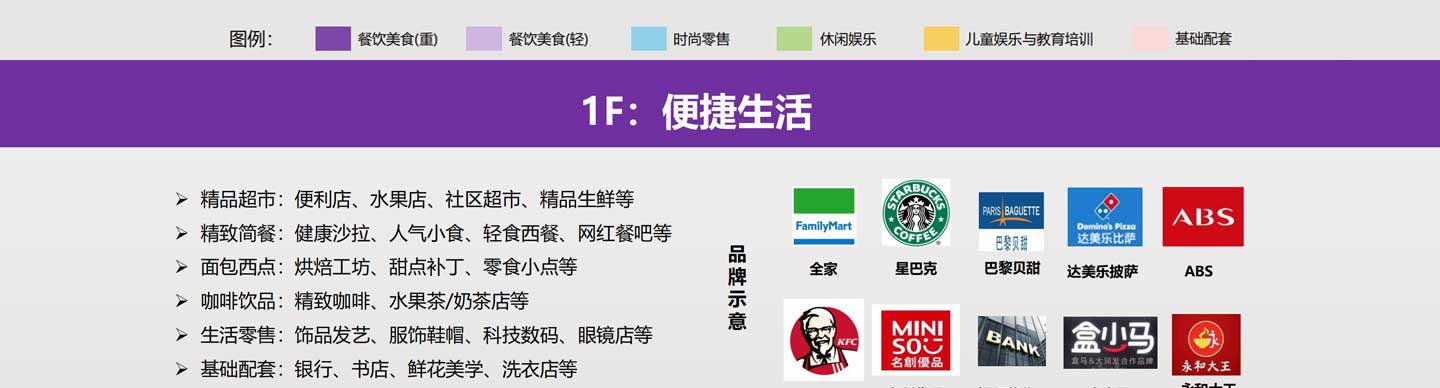 图例： 餐饮美食(重) 餐饮美食(轻) 时尚零售 休闲娱乐 儿童娱乐与教育培训 基础配套
1F：便捷生活
➢ 精品超市：便利店、水果店、社区超市、精品生鲜等
➢ 精致简餐：健康沙拉、人气小食、轻食西餐、网红餐吧等
➢ 面包西点：烘焙工坊、甜点补丁、零食小点等
➢ 咖啡饮品：精致咖啡、水果茶/奶茶店等
➢ 生活零售：饰品发艺、服饰鞋帽、科技数码、眼镜店等
➢ 基础配套：银行、书店、鲜花美学、洗衣店等
品牌示意
FamilyMart
全家
STARBUCKS
COFFEE
星巴克
PARIS BAGUETTE
巴黎贝甜
巴黎贝甜
Domino's Pizza
达美乐比萨
达美乐披萨
ABS
ABS
KFC
MINI
SOU
名創優品
BANK
盒小马
盒马&大润发合作品牌
永和大王
永和大王